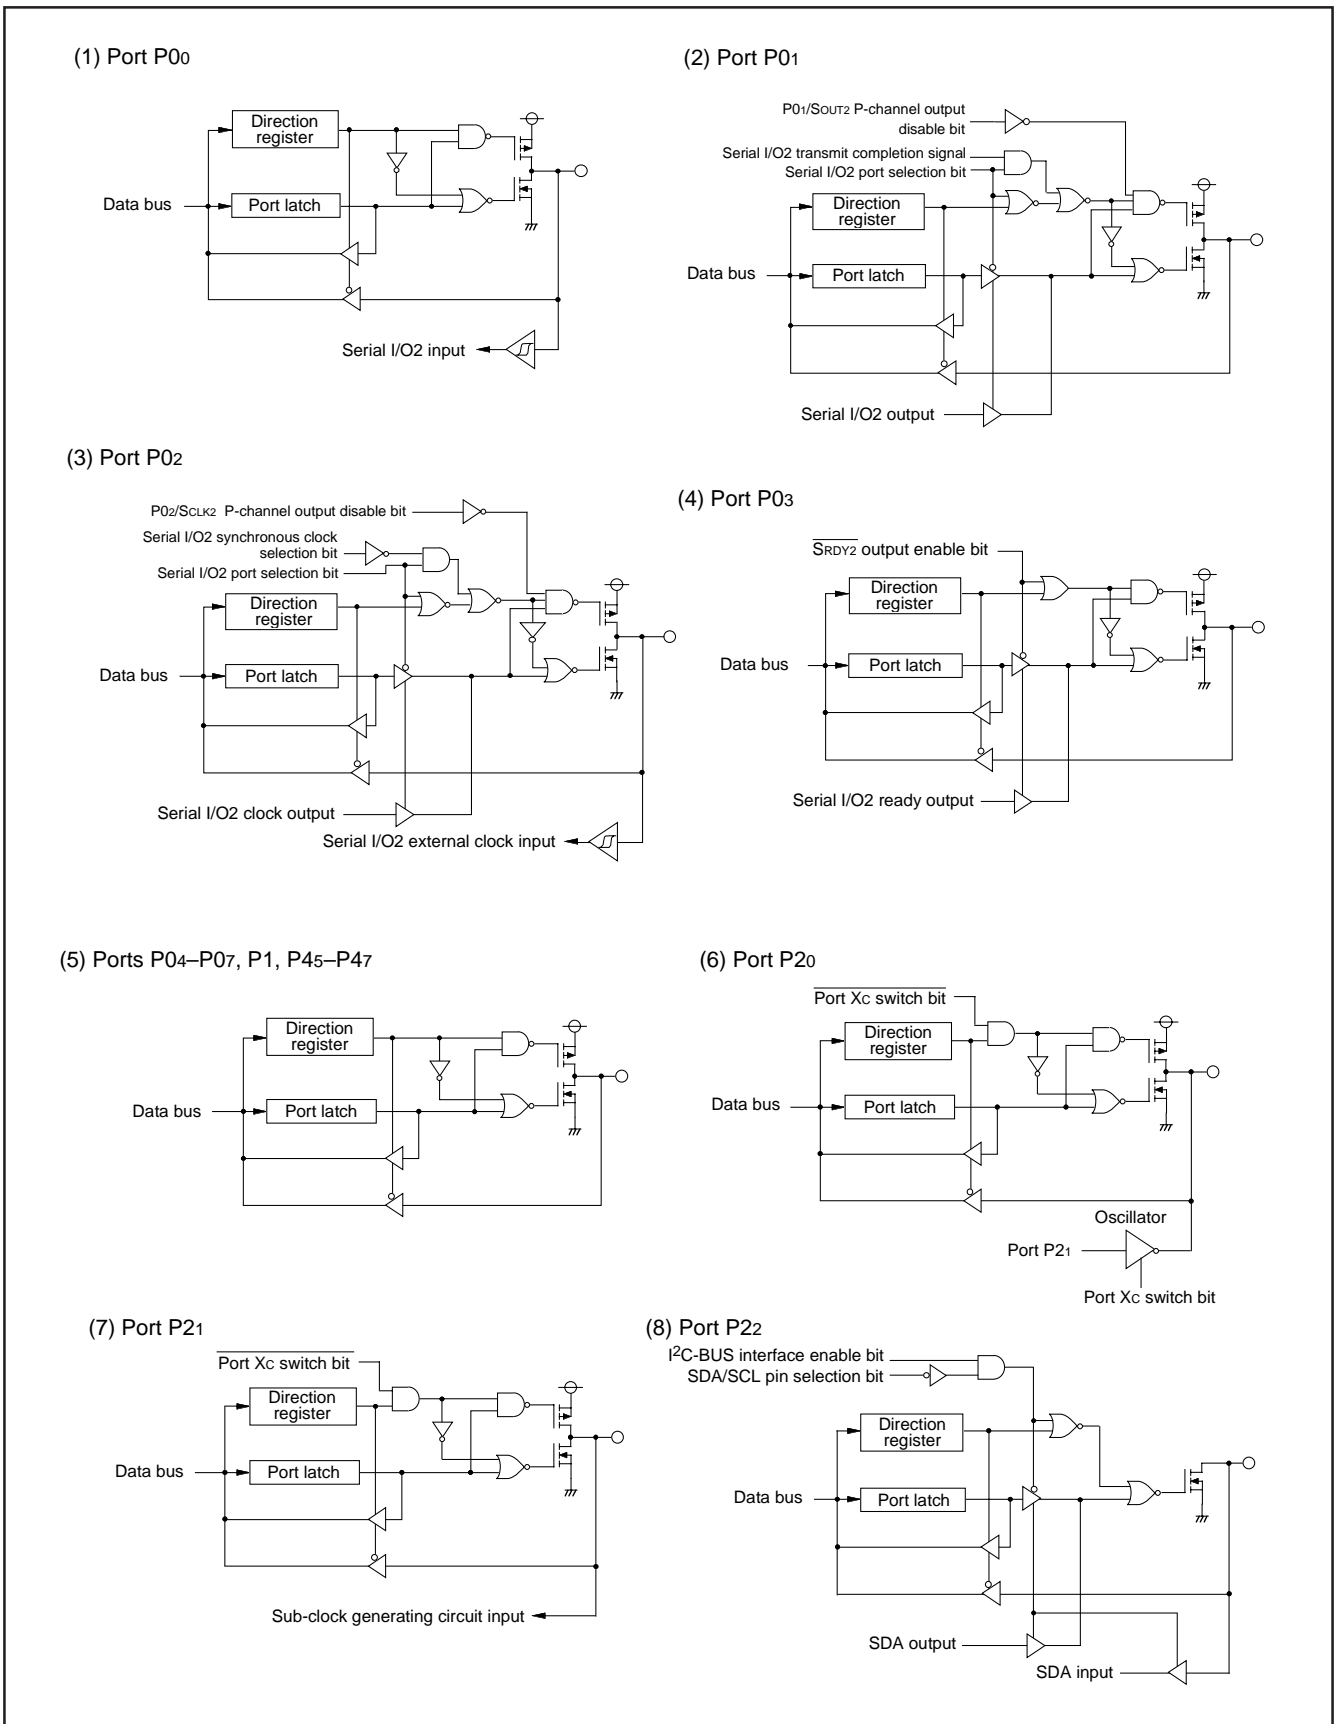 (1) Port P00
Direction
register
Data bus
Port latch
Serial I/O2 input
(2) Port P01
P01/SOUT2 P-channel output
disable bit
Serial I/O2 transmit completion signal
Serial I/O2 port selection bit
Direction
register
Data bus
Port latch
Serial I/O2 output
(3) Port P02
P02/SCLK2 P-channel output disable bit
Serial I/O2 synchronous clock
selection bit
Serial I/O2 port selection bit
Direction
register
Data bus
Port latch
Serial I/O2 clock output
Serial I/O2 external clock input
(4) Port P03
SRDY2 output enable bit
Direction
register
Data bus
Port latch
Serial I/O2 ready output
(5) Ports P04–P07, P1, P45–P47
Direction
register
Data bus
Port latch
(6) Port P20
Port XC switch bit
Direction
register
Data bus
Port latch
Oscillator
Port P21
Port XC switch bit
(7) Port P21
Port XC switch bit
Direction
register
Data bus
Port latch
Sub-clock generating circuit input
(8) Port P22
I2C-BUS interface enable bit
SDA/SCL pin selection bit
Direction
register
Data bus
Port latch
SDA output
SDA input